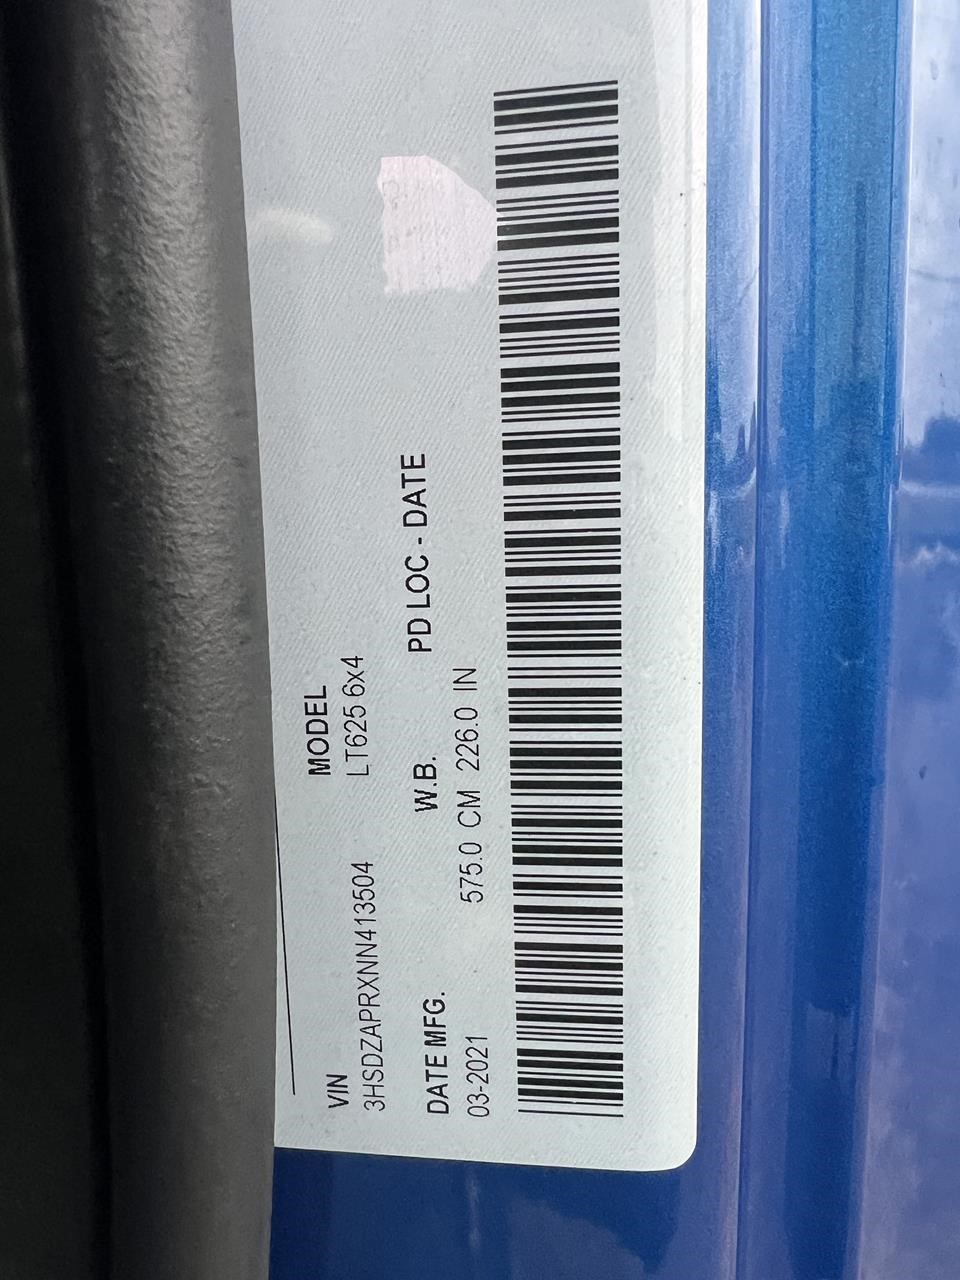 VIN MODEL
3HSDZAPRXNN413504 LT625 6x4
DATE MFG. W.B. PD LOC - DATE
03-2021 575.0 CM 226.0 IN